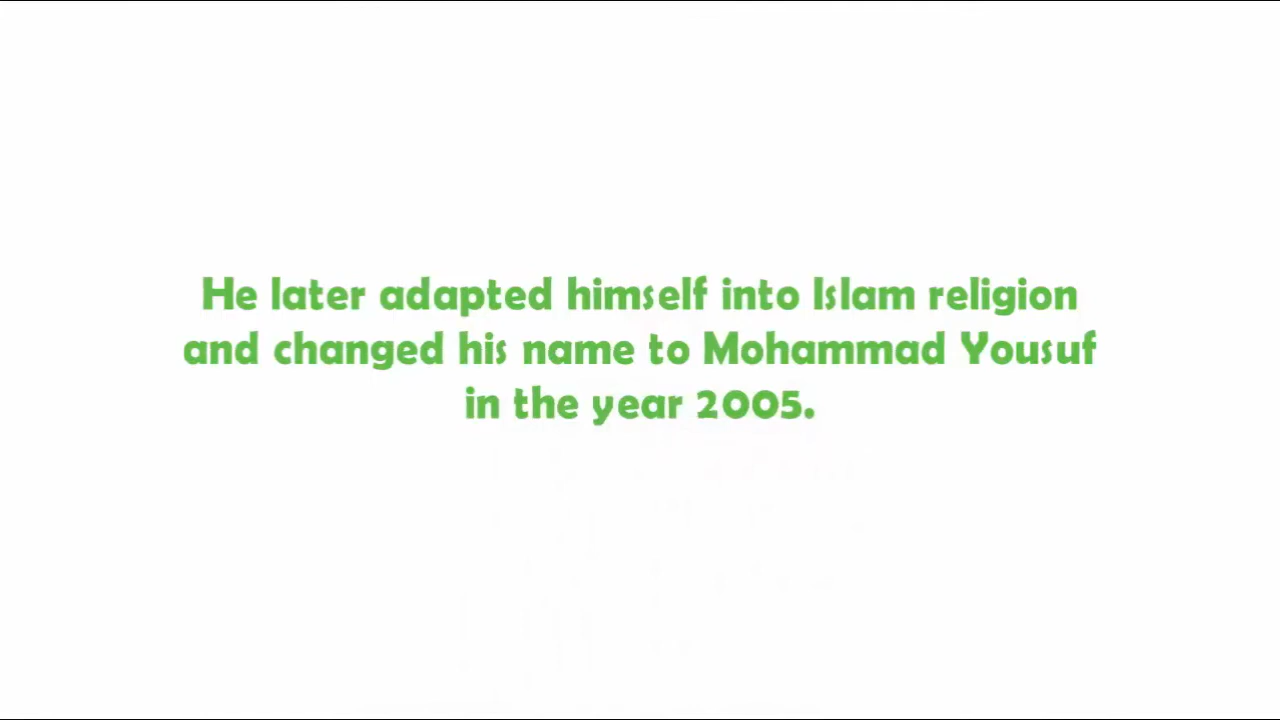 He later adapted himself into Islam religion
and changed his name to Mohammad Yousuf
in the year 2005.